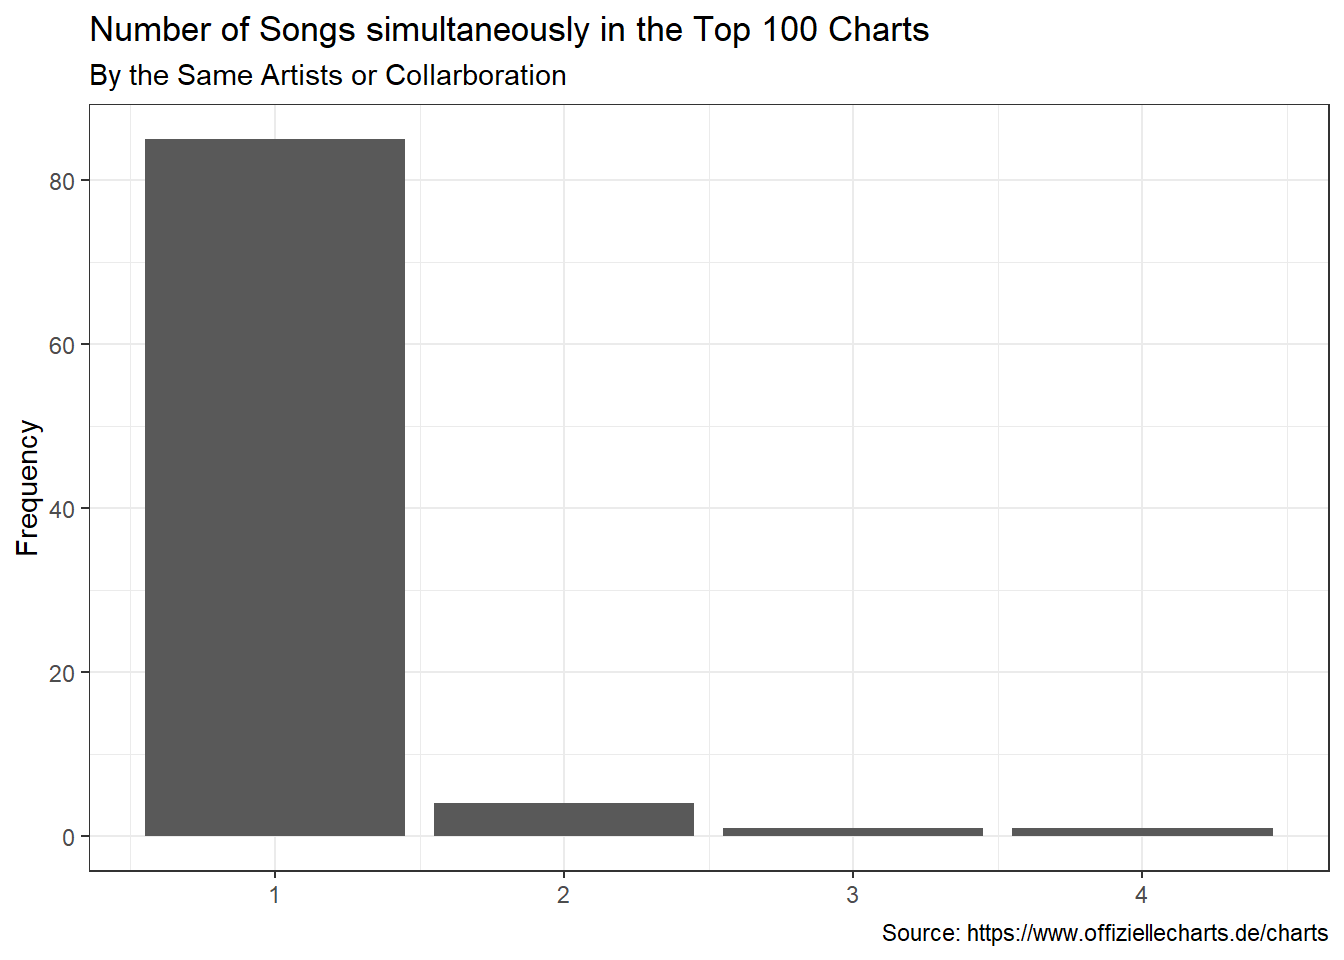 Number of Songs simultaneously in the Top 100 Charts
By the Same Artists or Collarboration
Frequency
80
60
40
20
0
1 2 3 4
Source: https://www.offiziellecharts.de/charts